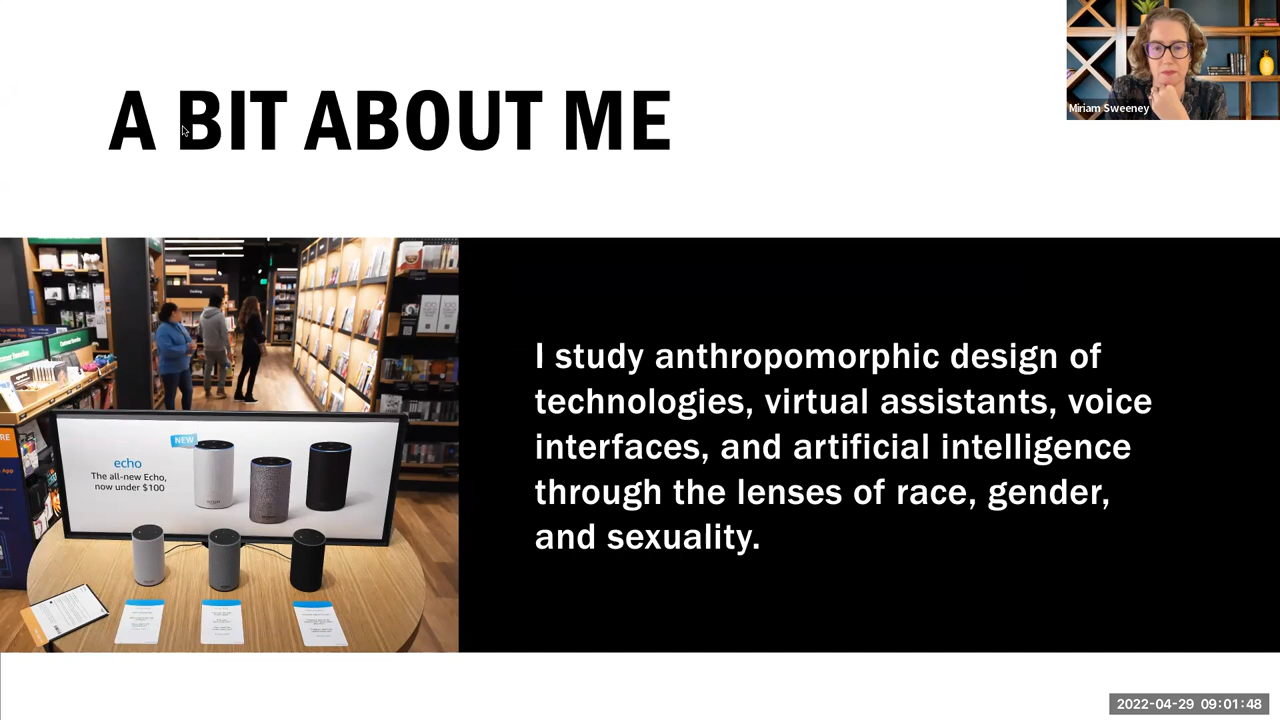 A BIT ABOUT ME
Miriam Sweeney
I study anthropomorphic design of
technologies, virtual assistants, voice
interfaces, and artificial intelligence
through the lenses of race, gender,
and sexuality.
NEW
echo
The all-new Echo,
now under $100
2022-04-29 09:01:48